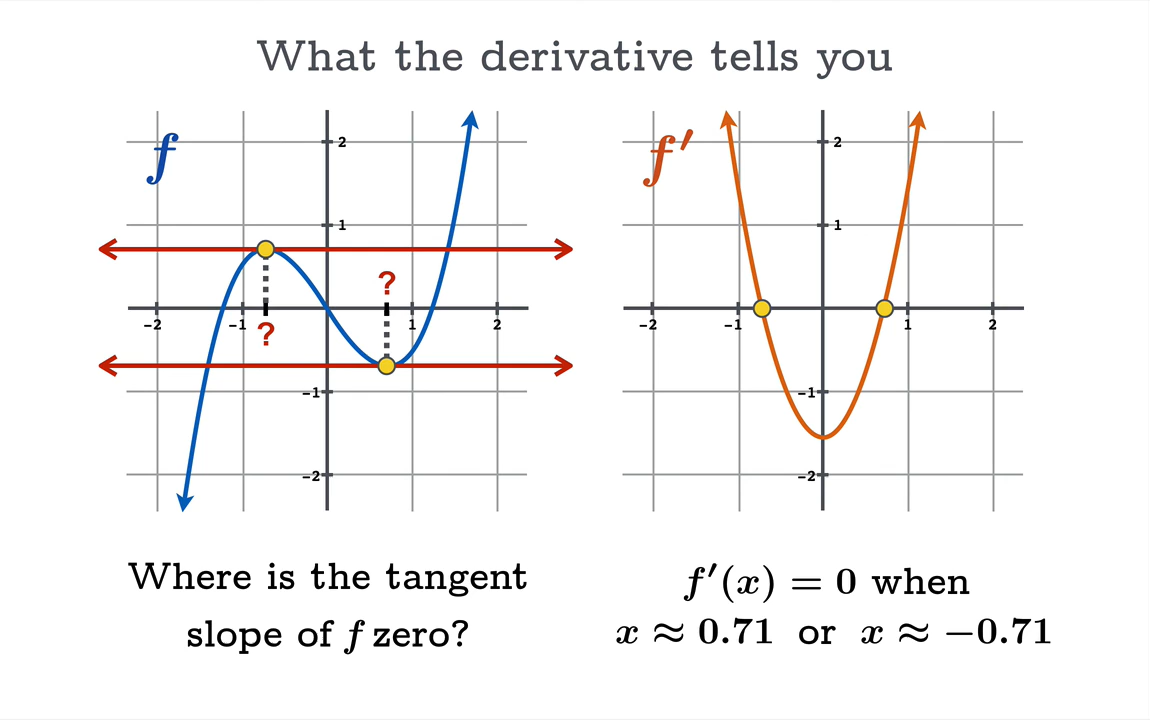 What the derivative tells you
f
2
1
-2
-1
1
2
-1
-2
?
?
f′
2
1
-2
-1
1
2
-1
-2
Where is the tangent
slope of f zero?
f′(x) = 0 when
x ≈ 0.71 or x ≈ −0.71